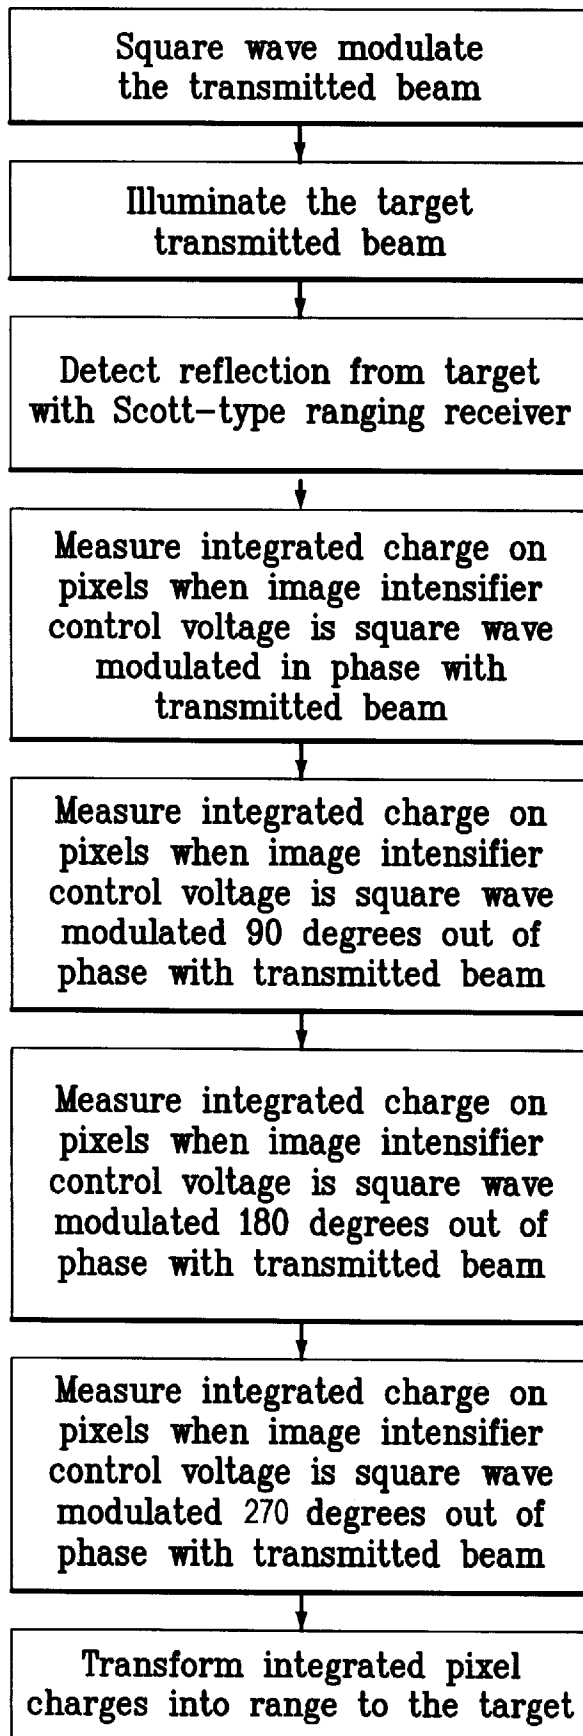 Square wave modulate
the transmitted beam
Illuminate the target
transmitted beam
Detect reflection from target
with Scott-type ranging receiver
Measure integrated charge on
pixels when image intensifier
control voltage is square wave
modulated in phase with
transmitted beam
Measure integrated charge on
pixels when image intensifier
control voltage is square wave
modulated 90 degrees out of
phase with transmitted beam
Measure integrated charge on
pixels when image intensifier
control voltage is square wave
modulated 180 degrees out of
phase with transmitted beam
Measure integrated charge on
pixels when image intensifier
control voltage is square wave
modulated 270 degrees out of
phase with transmitted beam
Transform integrated pixel
charges into range to the target